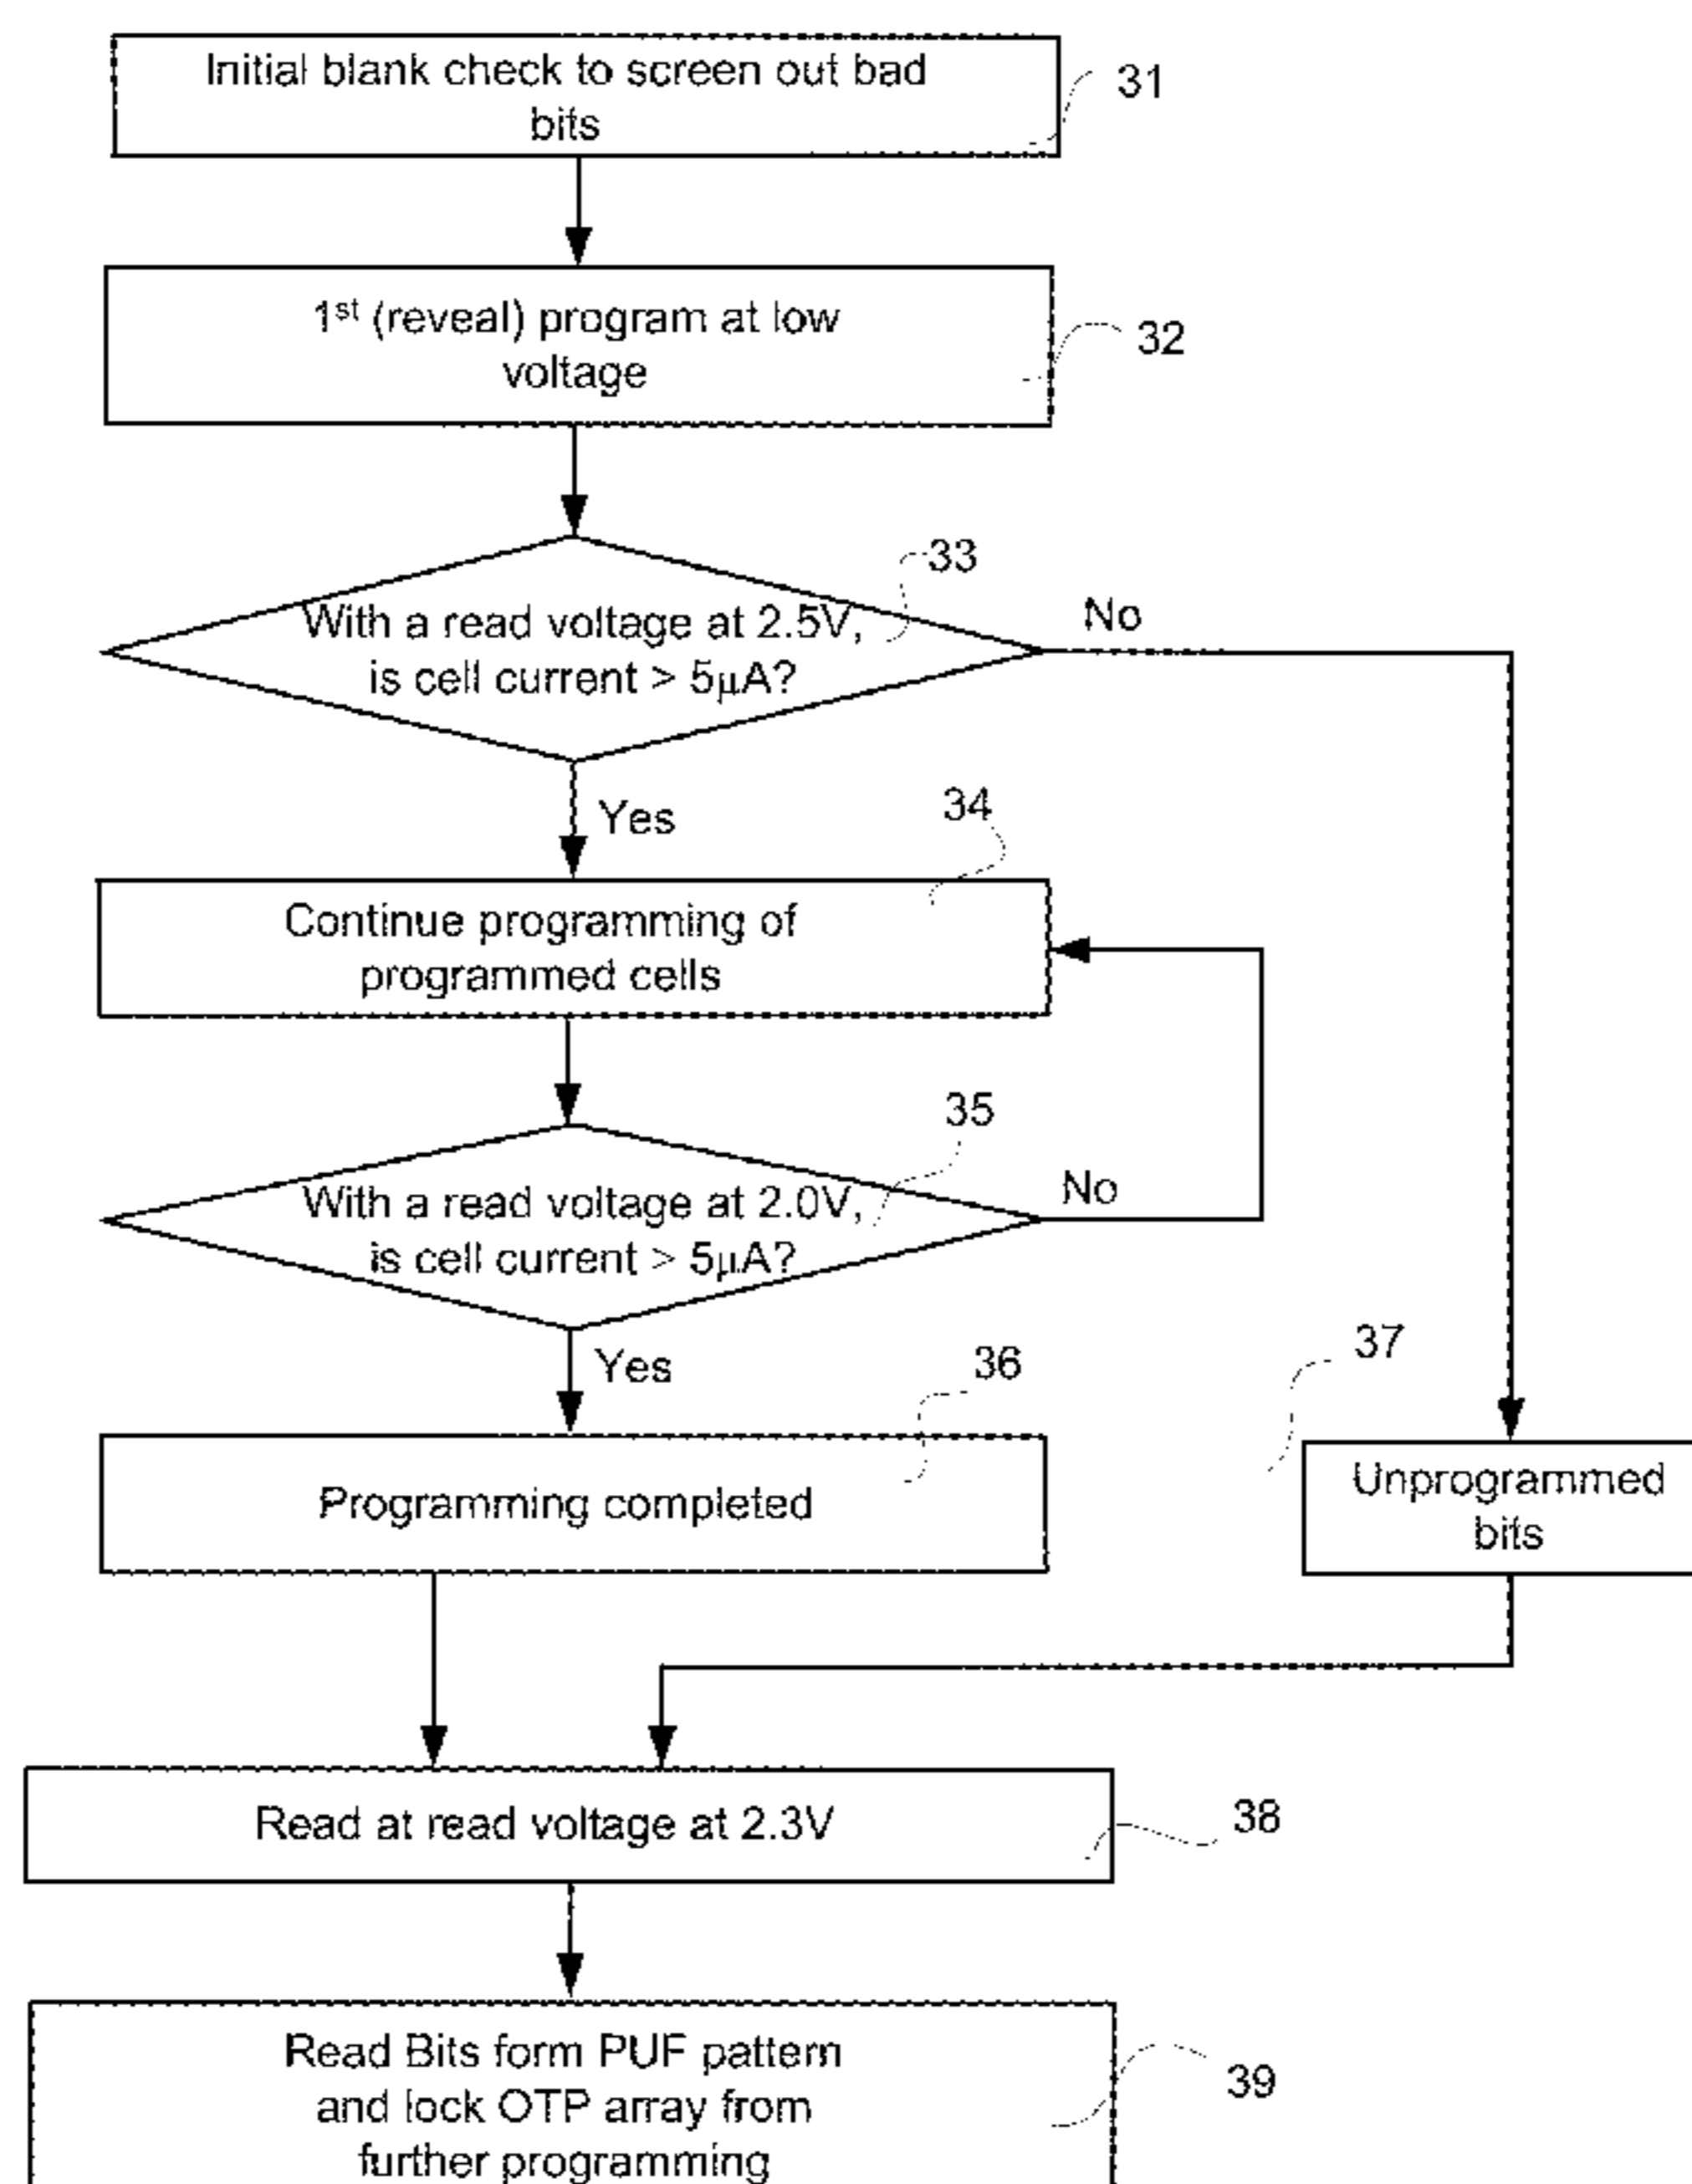 Initial blank check to screen out bad
bits
31
1st (reveal) program at low
voltage
32
33
With a read voltage at 2.5V,
is cell current > 5μA?
No
Yes
34
Continue programming of
programmed cells
35
With a read voltage at 2.0V,
is cell current > 5μA?
No
Yes
36
37
Programming completed
Unprogrammed
bits
Read at read voltage at 2.3V
38
Read Bits form PUF pattern
and lock OTP array from
further programming
39